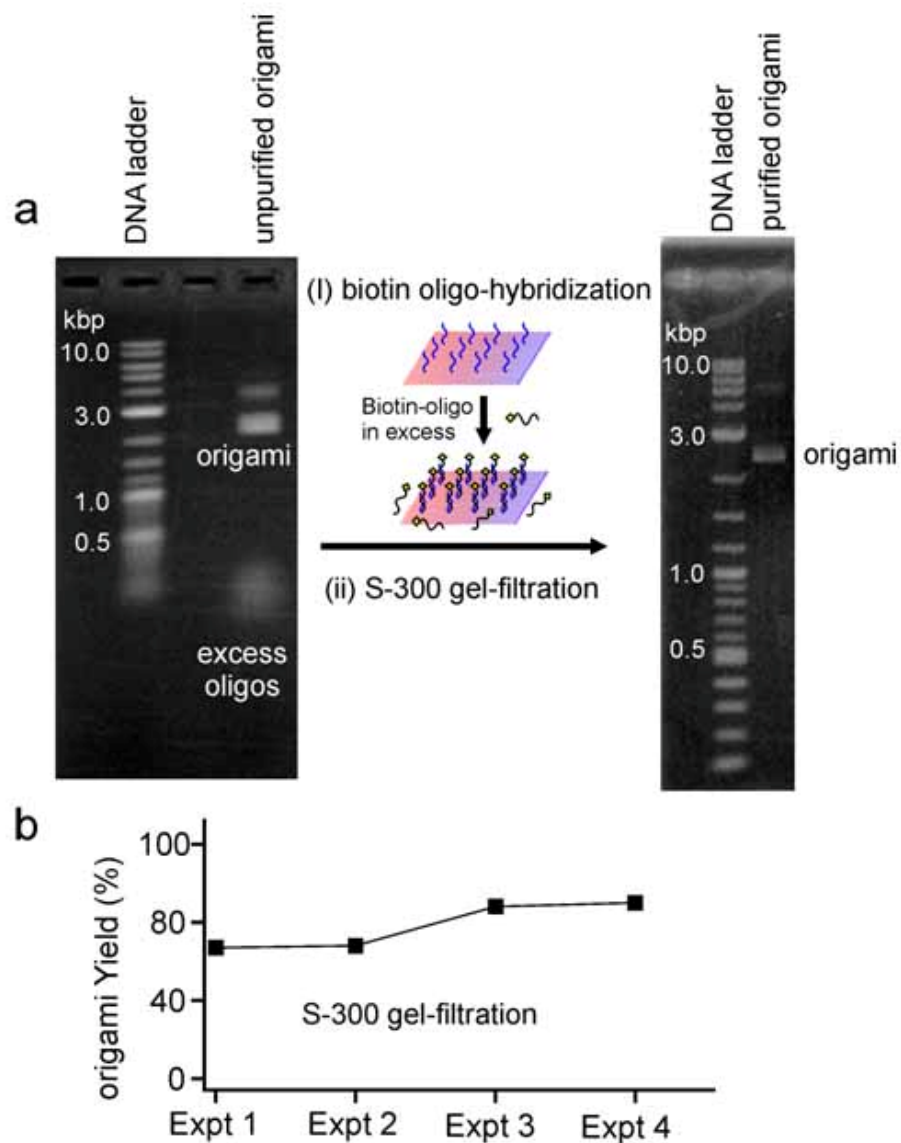 a
DNA ladder
unpurified origami
kbp
10.0
3.0
origami
1.0
0.5
excess
oligos
(I) biotin oligo-hybridization
Biotin-oligo
in excess
(ii) S-300 gel-filtration
DNA ladder
purified origami
kbp
10.0
3.0
origami
1.0
0.5
b
origami Yield (%)
100
80
40
0
S-300 gel-filtration
Expt 1 Expt 2 Expt 3 Expt 4